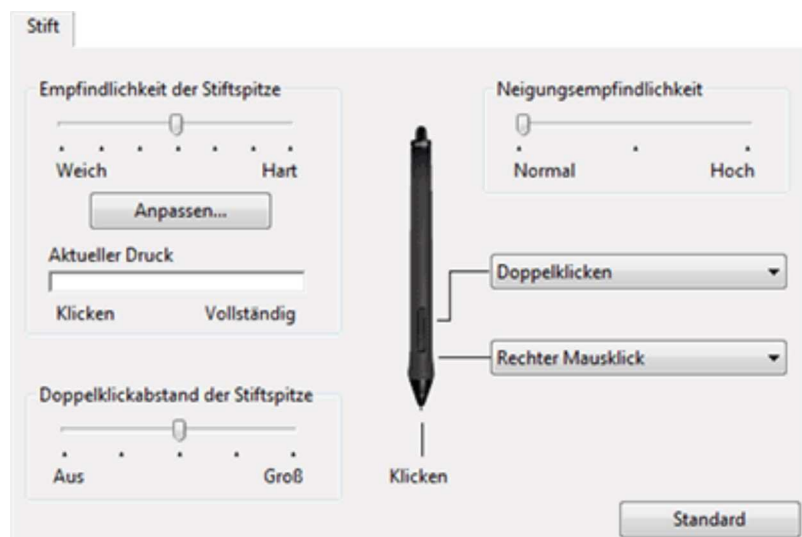 Stift
Empfindlichkeit der Stiftspitze
Weich Hart
Anpassen...
Aktueller Druck
Klicken Vollständig
Doppelklickabstand der Stiftspitze
Aus Groß
Klicken
Neigungsempfindlichkeit
Normal Hoch
Doppelklicken
Rechter Mausklick
Standard